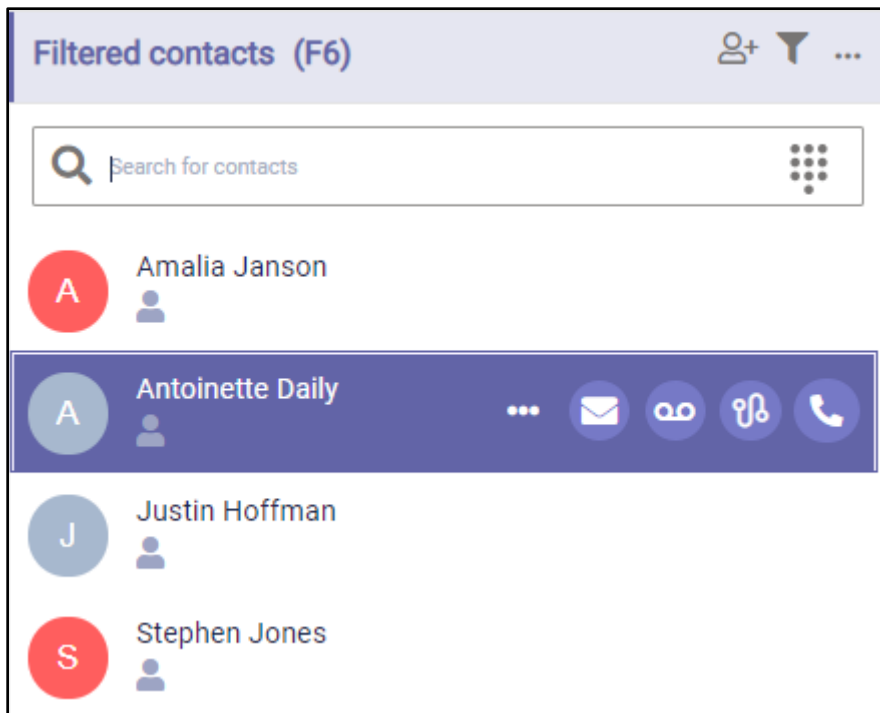 Filtered contacts (F6)
Search for contacts
A
Amalia Janson
A
Antoinette Daily
J
Justin Hoffman
S
Stephen Jones